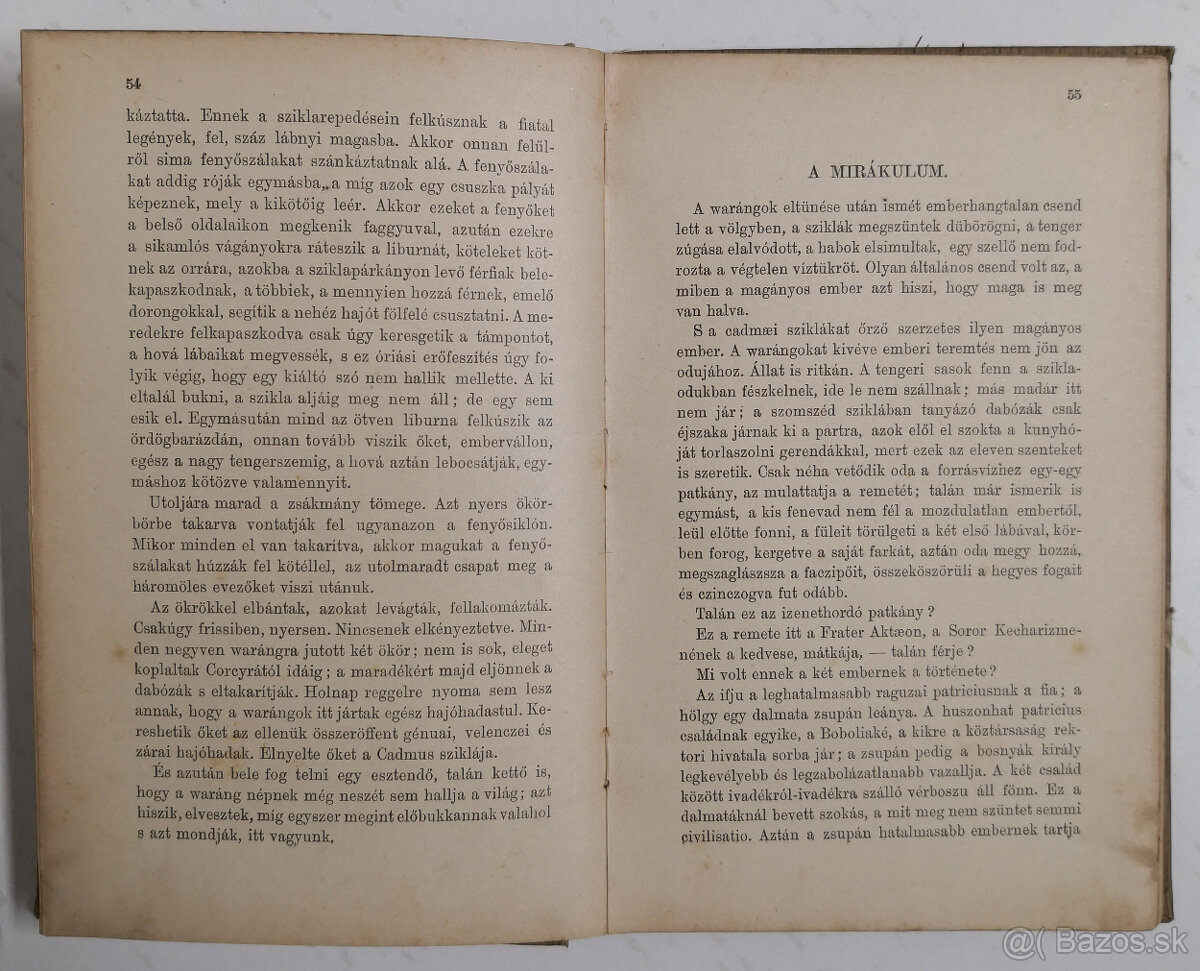 54
káztatta. Ennek a sziklarepedésein felkúsznak a fiatal
legények, fel, száz lábnyi magasba. Akkor onnan felül-
ről sima fenyőszálakat szánkáztatnak alá. A fenyőszála-
kat addig róják egymásba,„a míg azok egy csuszka pályát
képeznek, mely a kikötőig leér. Akkor ezeket a fenyőket
a belső oldalaikon megkenik faggyuval, azután ezekre
a sikamlós vágányokra ráteszik a liburnát, köteleket köt-
nek az orrára, azokba a sziklapárkányon levő férfiak bele-
kapaszkodnak, a többiek, a mennyien hozzá férnek, emelő
dorongokkal, segítik a nehéz hajót fölfelé csusztatni. A me-
redekre felkapaszkodva csak úgy keresgetik a támpontot,
a hová lábaikat megvessék, s ez óriási erőfeszítés úgy fo-
lyik végig, hogy egy kiáltó szó nem hallik mellette. A ki
eltalál bukni, a szikla aljáig meg nem áll; de egy sem
esik el. Egymásután mind az ötven liburna felkúszik az
ördögbarázdán, onnan tovább viszik őket, embervállon,
egész a nagy tengerszemig, a hová aztán lebocsátják, egy-
máshoz kötözve valamennyit.
Utoljára marad a zsákmány tömege. Azt nyers ökör-
börbe takarva vontatják fel ugyanazon a fenyősiklón.
Mikor minden el van takarítva, akkor magukat a fenyő-
szálakat húzzák fel kötéllel, az utolmaradt csapat meg a
háromöles evezőket viszi utánuk.
Az ökrökkel elbántak, azokat levágták, fellakomázták.
Csakúgy frissiben, nyersen. Nincsenek elkényeztetve. Min-
den negyven warángra jutott két ökör; nem is sok, eleget
koplaltak Corcyrától idáig; a maradékért majd eljönnek a
dabózák s eltakarítják. Holnap reggelre nyoma sem lesz
annak, hogy a warángok itt jártak egész hajóhadastul. Ke-
reshetik őket az ellenük összeröffent génuai, velenczei és
zárai hajóhadak. Elnyelte őket a Cadmus sziklája.
És azután bele fog telni egy esztendő, talán kettő is,
hogy a waráng népnek még neszét sem hallja a világ; azt
hiszik, elvesztek, míg egyszer megint előbukkannak valahol
s azt mondják, itt vagyunk.
55
A MIRÁKULUM.
A warángok eltünése után ismét emberhangtalan csend
lett a völgyben, a sziklák megszüntek dübörögni, a tenger
zúgása elalvódott, a habok elsimultak, egy szellő nem fod-
rozta a végtelen víztükröt. Olyan általános csend volt az, a
miben a magányos ember azt hiszi, hogy maga is meg
van halva.
S a cadmæi sziklákat őrző szerzetes ilyen magányos
ember. A warángokat kivéve emberi teremtés nem jön az
odujához. Állat is ritkán. A tengeri sasok fenn a szikla-
odukban fészkelnek, ide le nem szállnak; más madár itt
nem jár; a szomszéd sziklában tanyázó dabózák csak
éjszaka járnak ki a partra, azok elől el szokta a kunyhó-
ját torlaszolni gerendákkal, mert ezek az eleven szenteket
is szeretik. Csak néha vetődik oda a forrásvízhez egy-egy
patkány, az mulattatja a remetét; talán már ismerik is
egymást, a kis fenevad nem fél a mozdulatlan embertől,
leül előtte fonni, a füleit törülgeti a két első lábával, kör-
ben forog, kergetve a saját farkát, aztán oda megy hozzá,
megszaglászsza a faczipőit, összeköszörüli a hegyes fogait
és czinczogva fut odább.
Talán ez az izenethordó patkány?
Ez a remete itt a Frater Aktæon, a Soror Kecharizme-
nének a kedvese, mátkája, — talán férje?
Mi volt ennek a két embernek a története?
Az ifju a leghatalmasabb raguzai patriciusnak a fia; a
hölgy egy dalmata zsupán leánya. A huszonhat patricius
családnak egyike, a Boboliaké, a kikre a köztársaság rek-
tori hivatala sorba jár; a zsupán pedig a bosnyák király
legkevélyebb és legzabolázatlanabb vazallja. A két család
között ivadékról-ivadékra szálló vérboszu áll fönn. Ez a
dalmatáknál bevett szokás, a mit meg nem szüntet semmi
civilisatio. Aztán a zsupán hatalmasabb embernek tartja
@( Bazos.sk